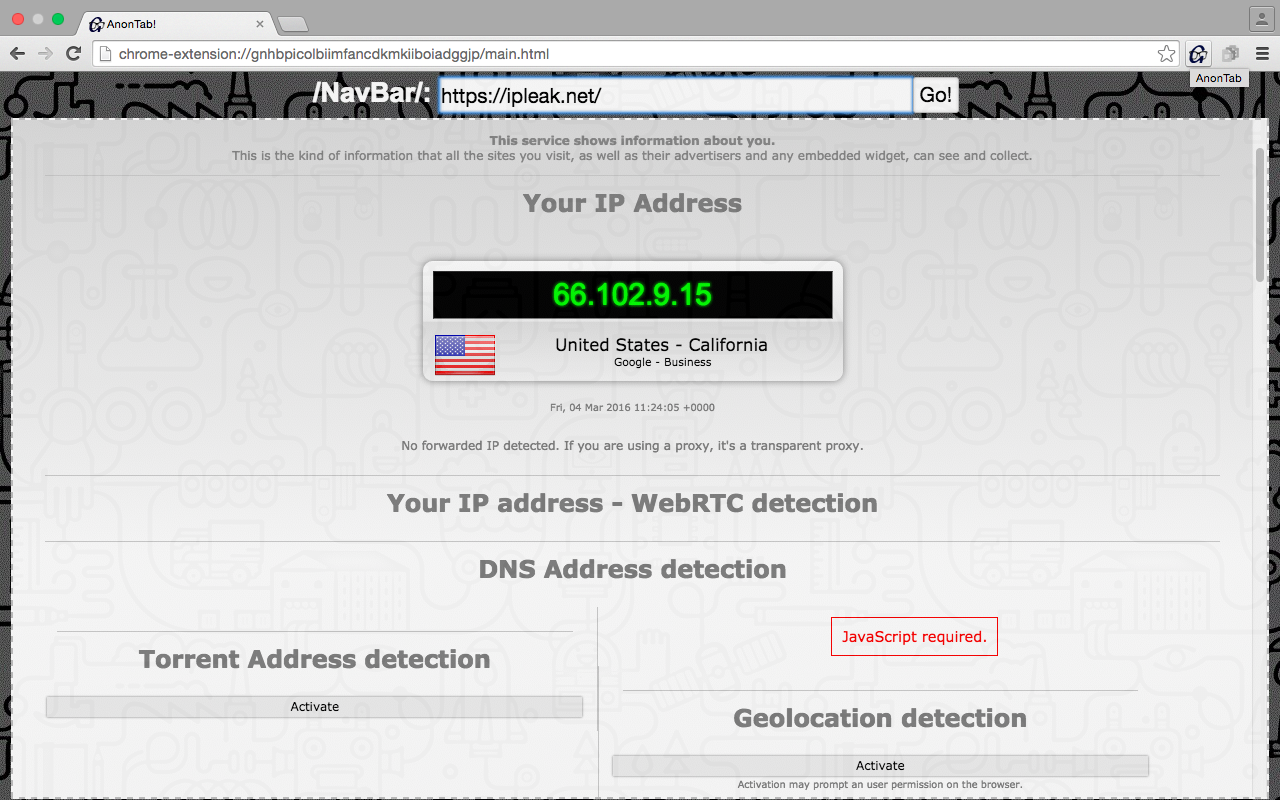 AnonTab!
chrome-extension://gnhbpicolbiimfancdkmkiiboiadggjp/main.html
AnonTab
/NavBar/: https://ipleak.net/ Go!
This service shows information about you.
This is the kind of information that all the sites you visit, as well as their advertisers and any embedded widget, can see and collect.
Your IP Address
66.102.9.15
United States - California
Google - Business
Fri, 04 Mar 2016 11:24:05 +0000
No forwarded IP detected. If you are using a proxy, it's a transparent proxy.
Your IP address - WebRTC detection
DNS Address detection
JavaScript required.
Torrent Address detection
Activate
Geolocation detection
Activate
Activation may prompt an user permission on the browser.